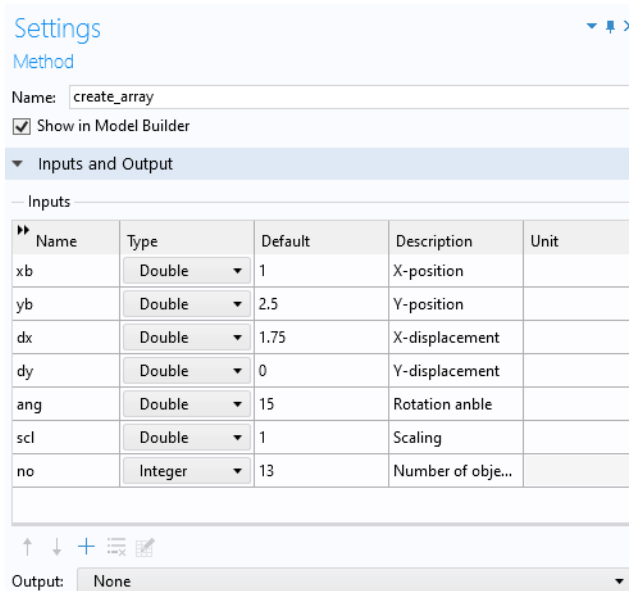 Settings
Method
Name: create_array
Show in Model Builder
Inputs and Output
Inputs
Name Type Default Description Unit
xb Double 1 X-position
yb Double 2.5 Y-position
dx Double 1.75 X-displacement
dy Double 0 Y-displacement
ang Double 15 Rotation anble
scl Double 1 Scaling
no Integer 13 Number of obje...
Output: None